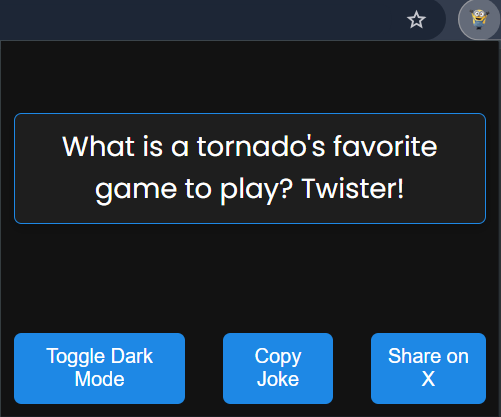 What is a tornado's favorite
game to play? Twister!
Toggle Dark
Mode
Copy
Joke
Share on
X